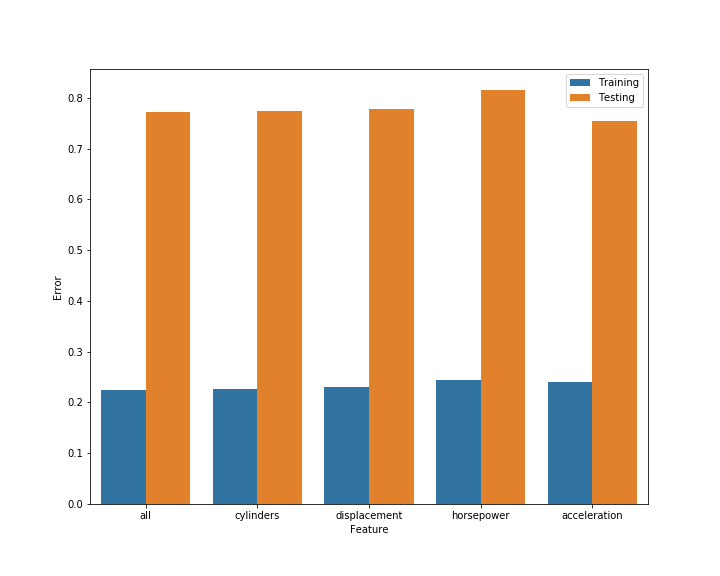 Training
Testing
0.8
0.7
0.6
0.5
0.4
0.3
0.2
0.1
0.0
Error
all cylinders displacement horsepower acceleration
Feature